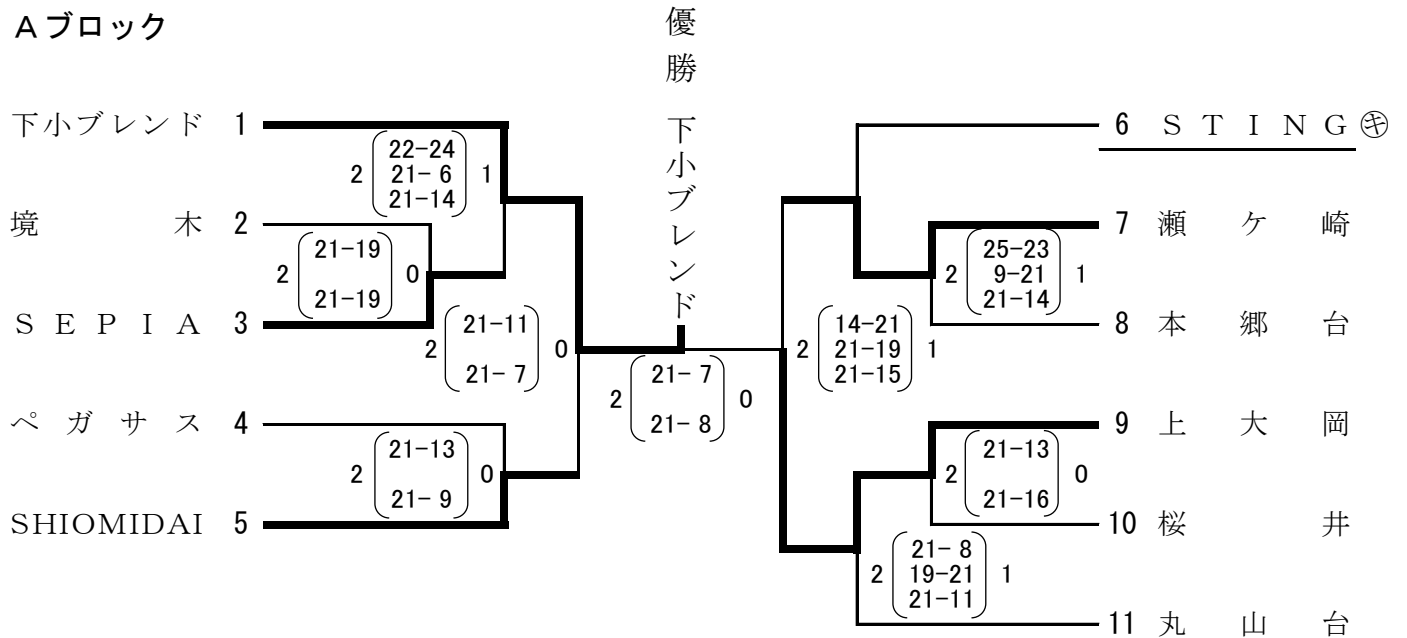 Aブロック
優勝 下小ブレンド
下小ブレンド 1
2 22-24 1
21- 6
21-14
境木 2
2 21-19 0
21-19
SEPIA 3
2 21-11 0
21- 7
ペガサス 4
2 21-13 0
21- 9
SHIOMIDAI 5
2 21- 7 0
21- 8
6 STING㋖
7 瀬ケ崎
2 25-23 1
9-21
21-14
8 本郷台
2 14-21 1
21-19
21-15
9 上大岡
2 21-13 0
21-16
10 桜井
2 21- 8 1
19-21
21-11
11 丸山台